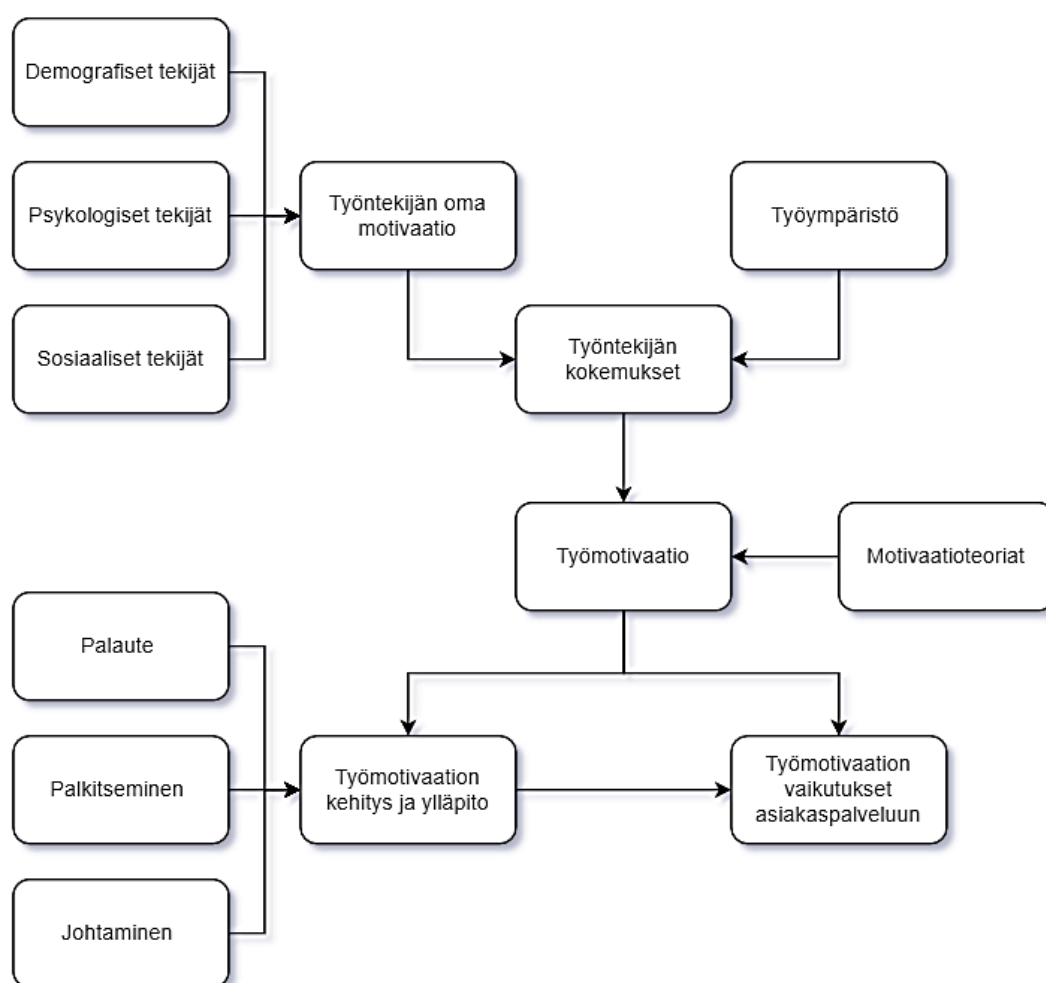 Demografiset tekijät
Psykologiset tekijät
Työntekijän oma
motivaatio
Työympäristö
Sosiaaliset tekijät
Työntekijän
kokemukset
Työmotivaatio
Motivaatioteoriat
Palaute
Palkitseminen
Työmotivaation
kehitys ja ylläpito
Työmotivaation
vaikutukset
asiakaspalveluun
Johtaminen